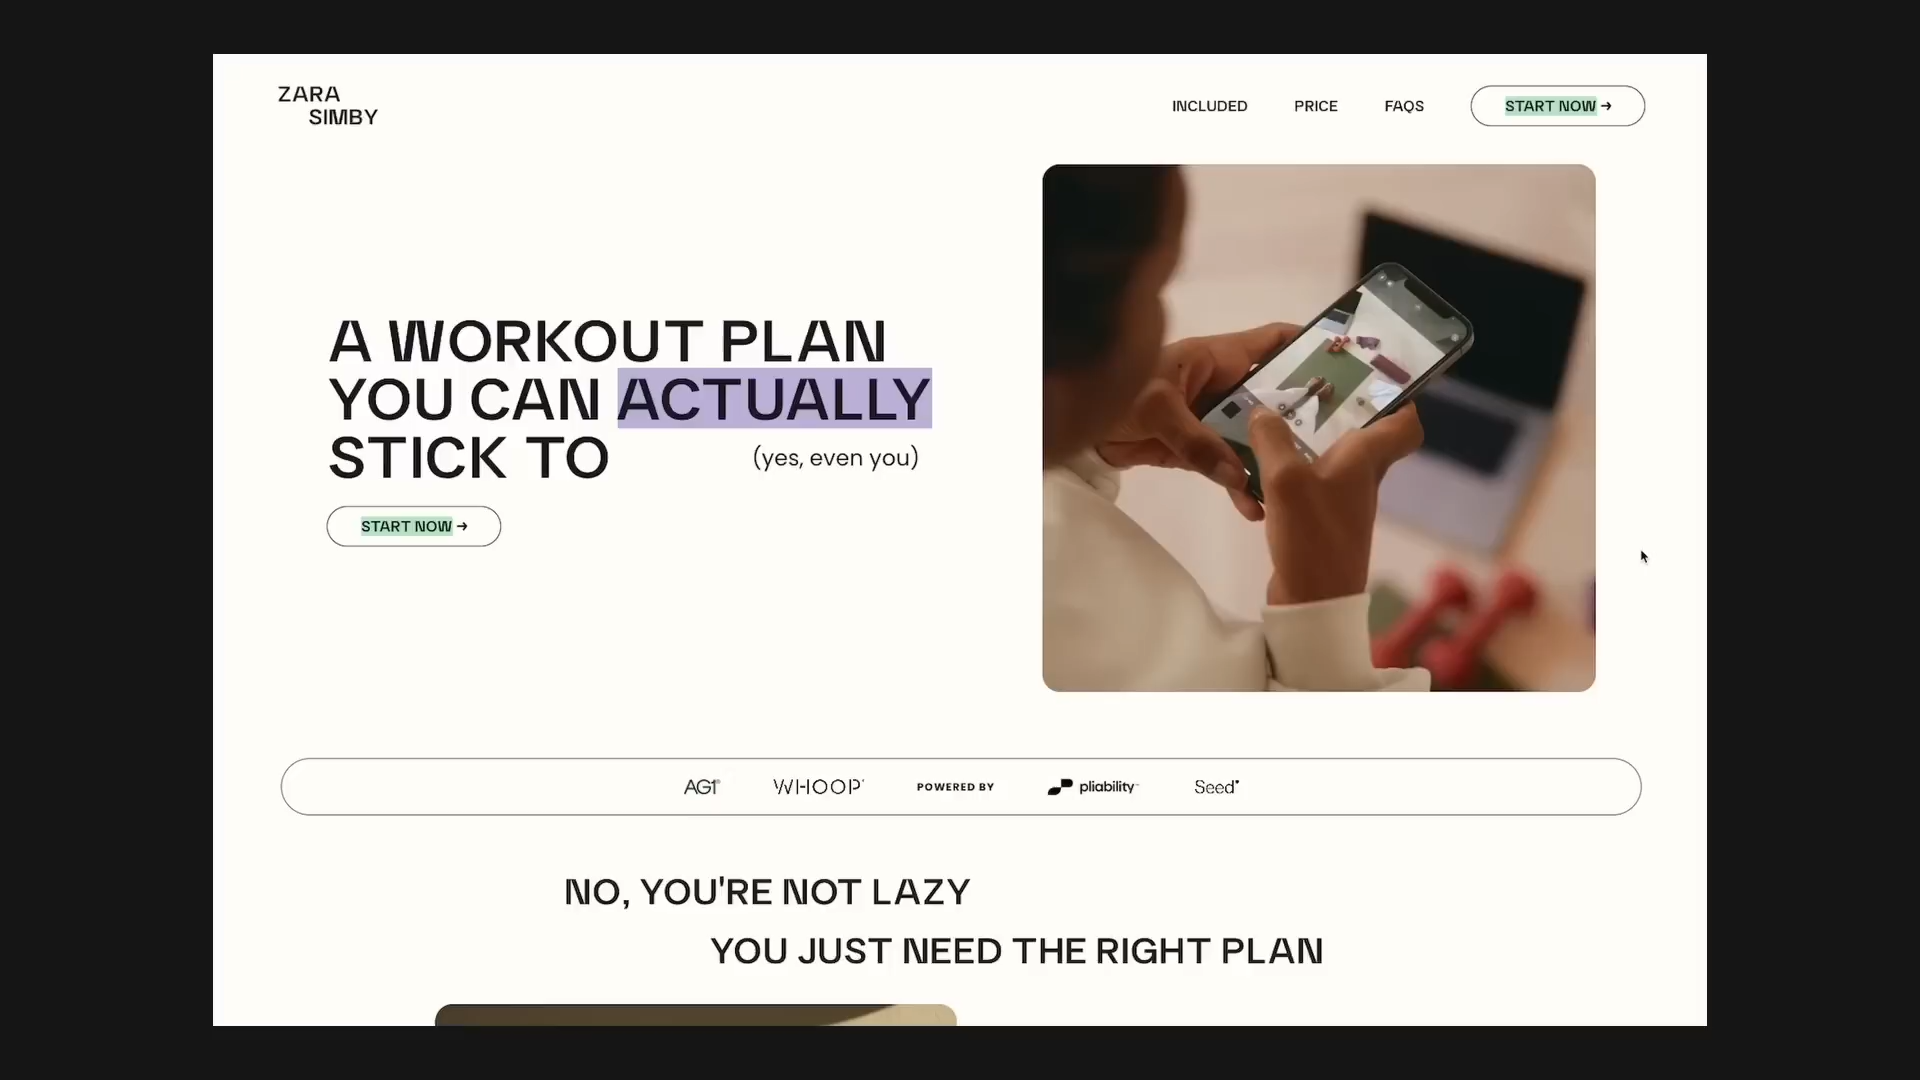 ZARA
SIMBY
INCLUDED
PRICE
FAQS
START NOW →
A WORKOUT PLAN
YOU CAN ACTUALLY
STICK TO
(yes, even you)
START NOW →
AG1®
WHOOP
POWERED BY
pliability™
Seed
NO, YOU'RE NOT LAZY
YOU JUST NEED THE RIGHT PLAN